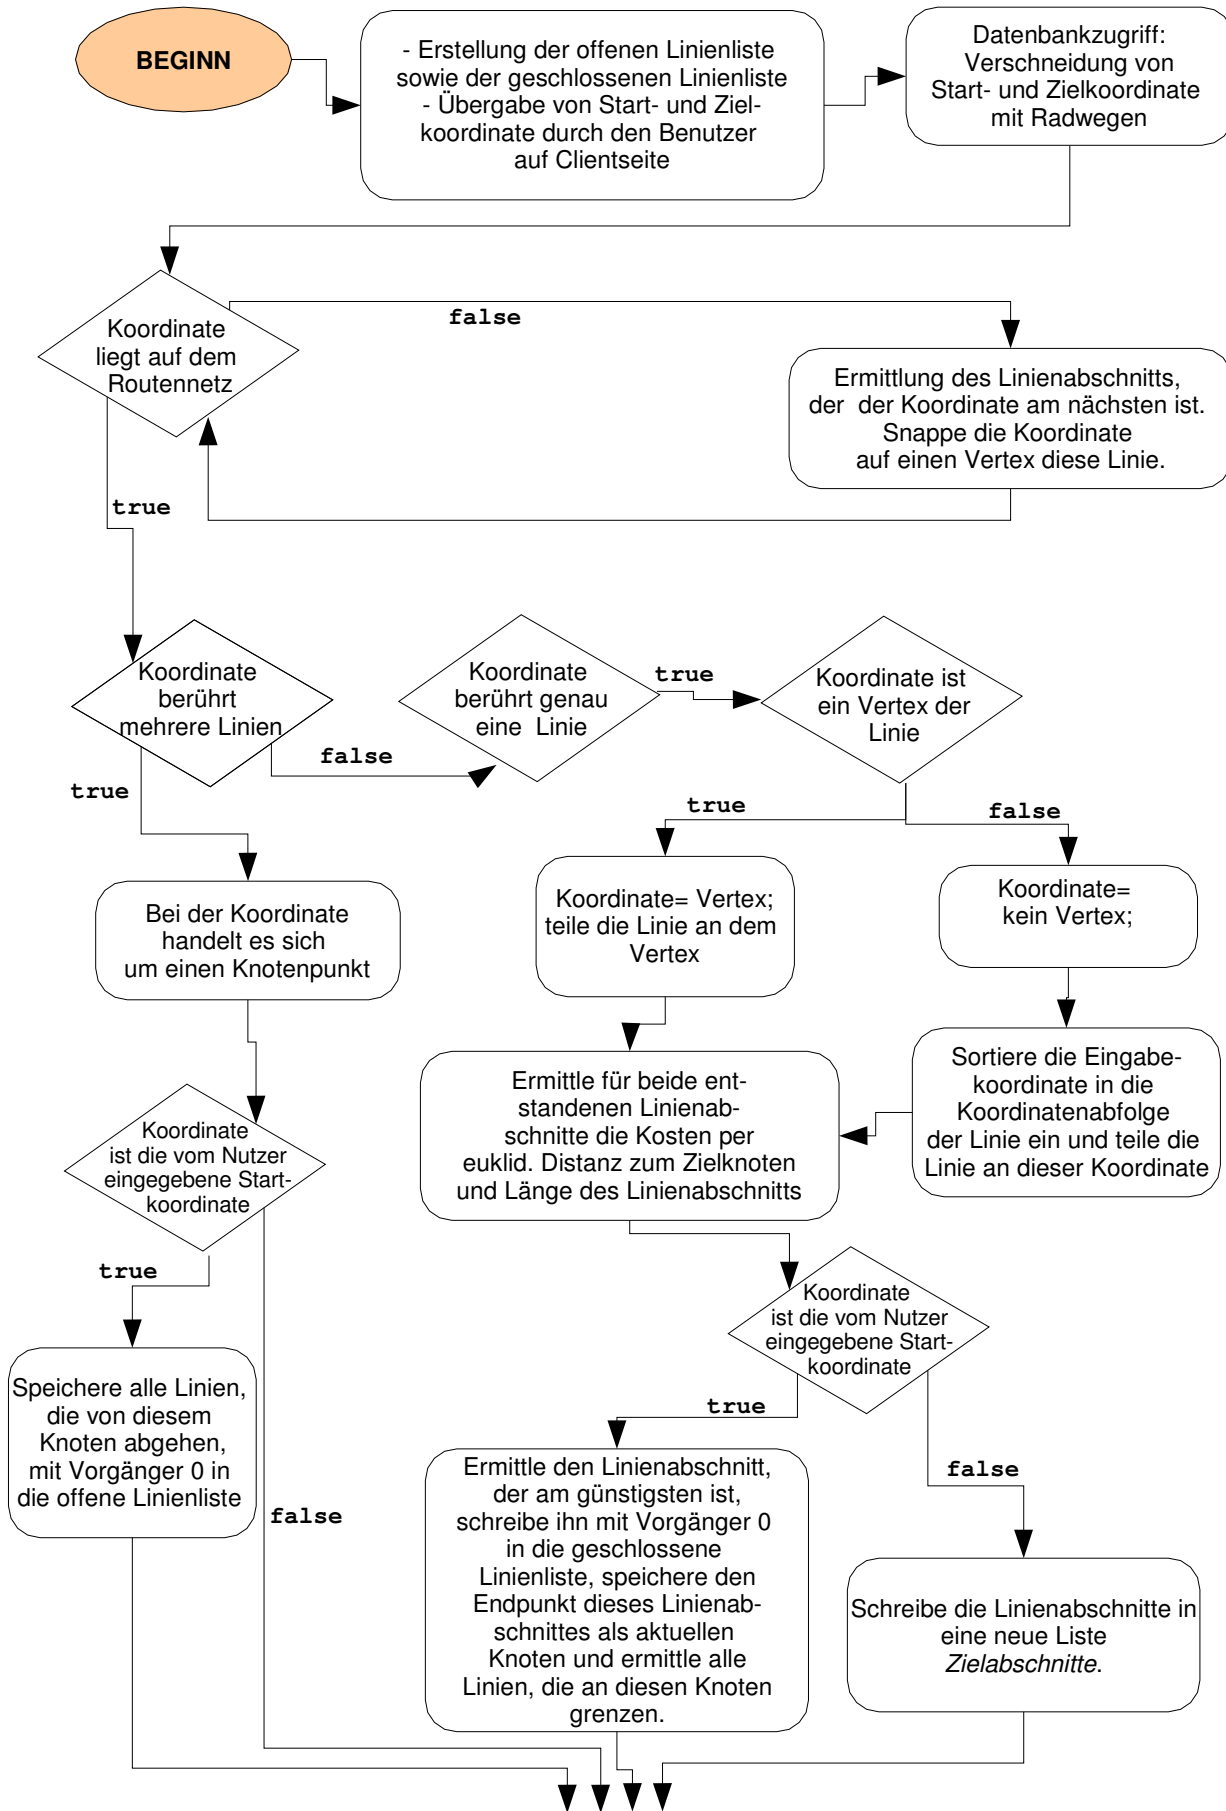 BEGINN
- Erstellung der offenen Linienliste
sowie der geschlossenen Linienliste
- Übergabe von Start- und Ziel-
koordinate durch den Benutzer
auf Clientseite
Datenbankzugriff:
Verschneidung von
Start- und Zielkoordinate
mit Radwegen
Koordinate
liegt auf dem
Routennetz
false
Ermittlung des Linienabschnitts,
der der Koordinate am nächsten ist.
Snappe die Koordinate
auf einen Vertex diese Linie.
true
Koordinate
berührt
mehrere Linien
false
Koordinate
berührt genau
eine Linie
true
Koordinate ist
ein Vertex der
Linie
true
true
false
Bei der Koordinate
handelt es sich
um einen Knotenpunkt
Koordinate= Vertex;
teile die Linie an dem
Vertex
Koordinate=
kein Vertex;
Ermittle für beide ent-
standenen Linienab-
schnitte die Kosten per
euklid. Distanz zum Zielknoten
und Länge des Linienabschnitts
Sortiere die Eingabe-
koordinate in die
Koordinatenabfolge
der Linie ein und teile die
Linie an dieser Koordinate
Koordinate
ist die vom Nutzer
eingegebene Start-
koordinate
true
false
Koordinate
ist die vom Nutzer
eingegebene Start-
koordinate
true
false
Speichere alle Linien,
die von diesem
Knoten abgehen,
mit Vorgänger 0 in
die offene Linienliste
Ermittle den Linienabschnitt,
der am günstigsten ist,
schreibe ihn mit Vorgänger 0
in die geschlossene
Linienliste, speichere den
Endpunkt dieses Linienab-
schnittes als aktuellen
Knoten und ermittle alle
Linien, die an diesen Knoten
grenzen.
Schreibe die Linienabschnitte in
eine neue Liste
Zielabschnitte.